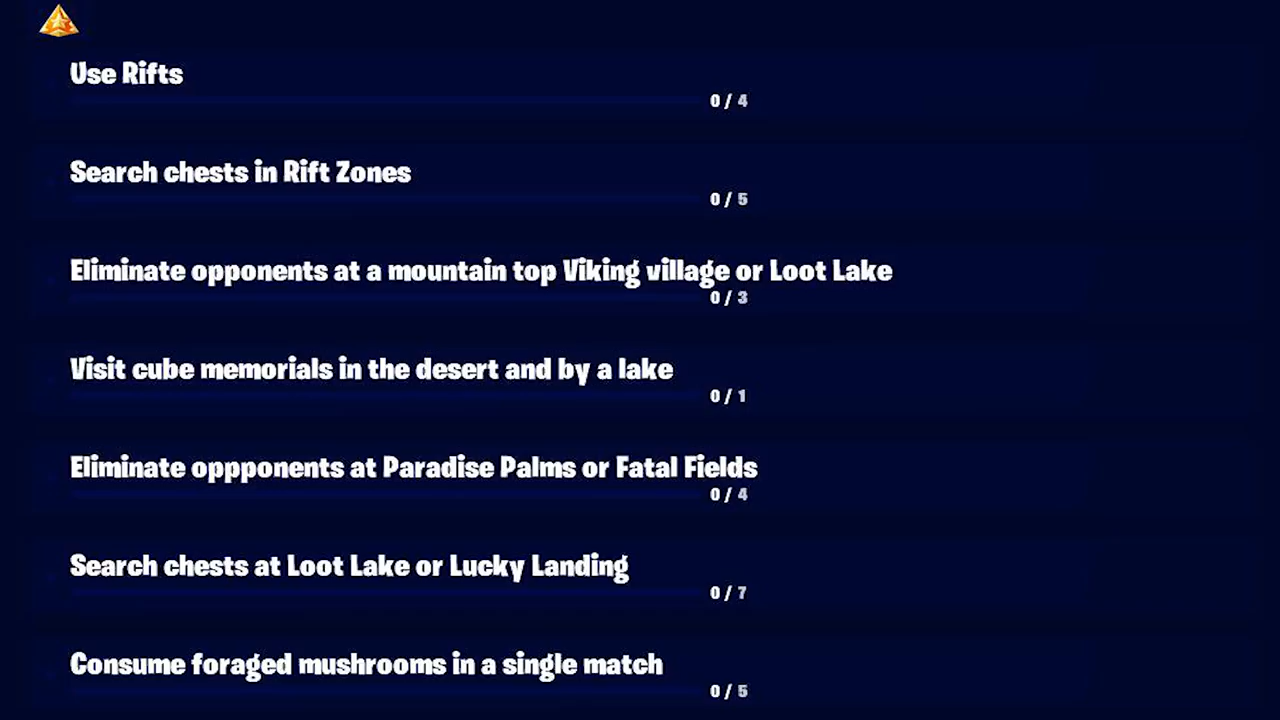 Use Rifts
0 / 4
Search chests in Rift Zones
0 / 5
Eliminate opponents at a mountain top Viking village or Loot Lake
0 / 3
Visit cube memorials in the desert and by a lake
0 / 1
Eliminate oppponents at Paradise Palms or Fatal Fields
0 / 4
Search chests at Loot Lake or Lucky Landing
0 / 7
Consume foraged mushrooms in a single match
0 / 5